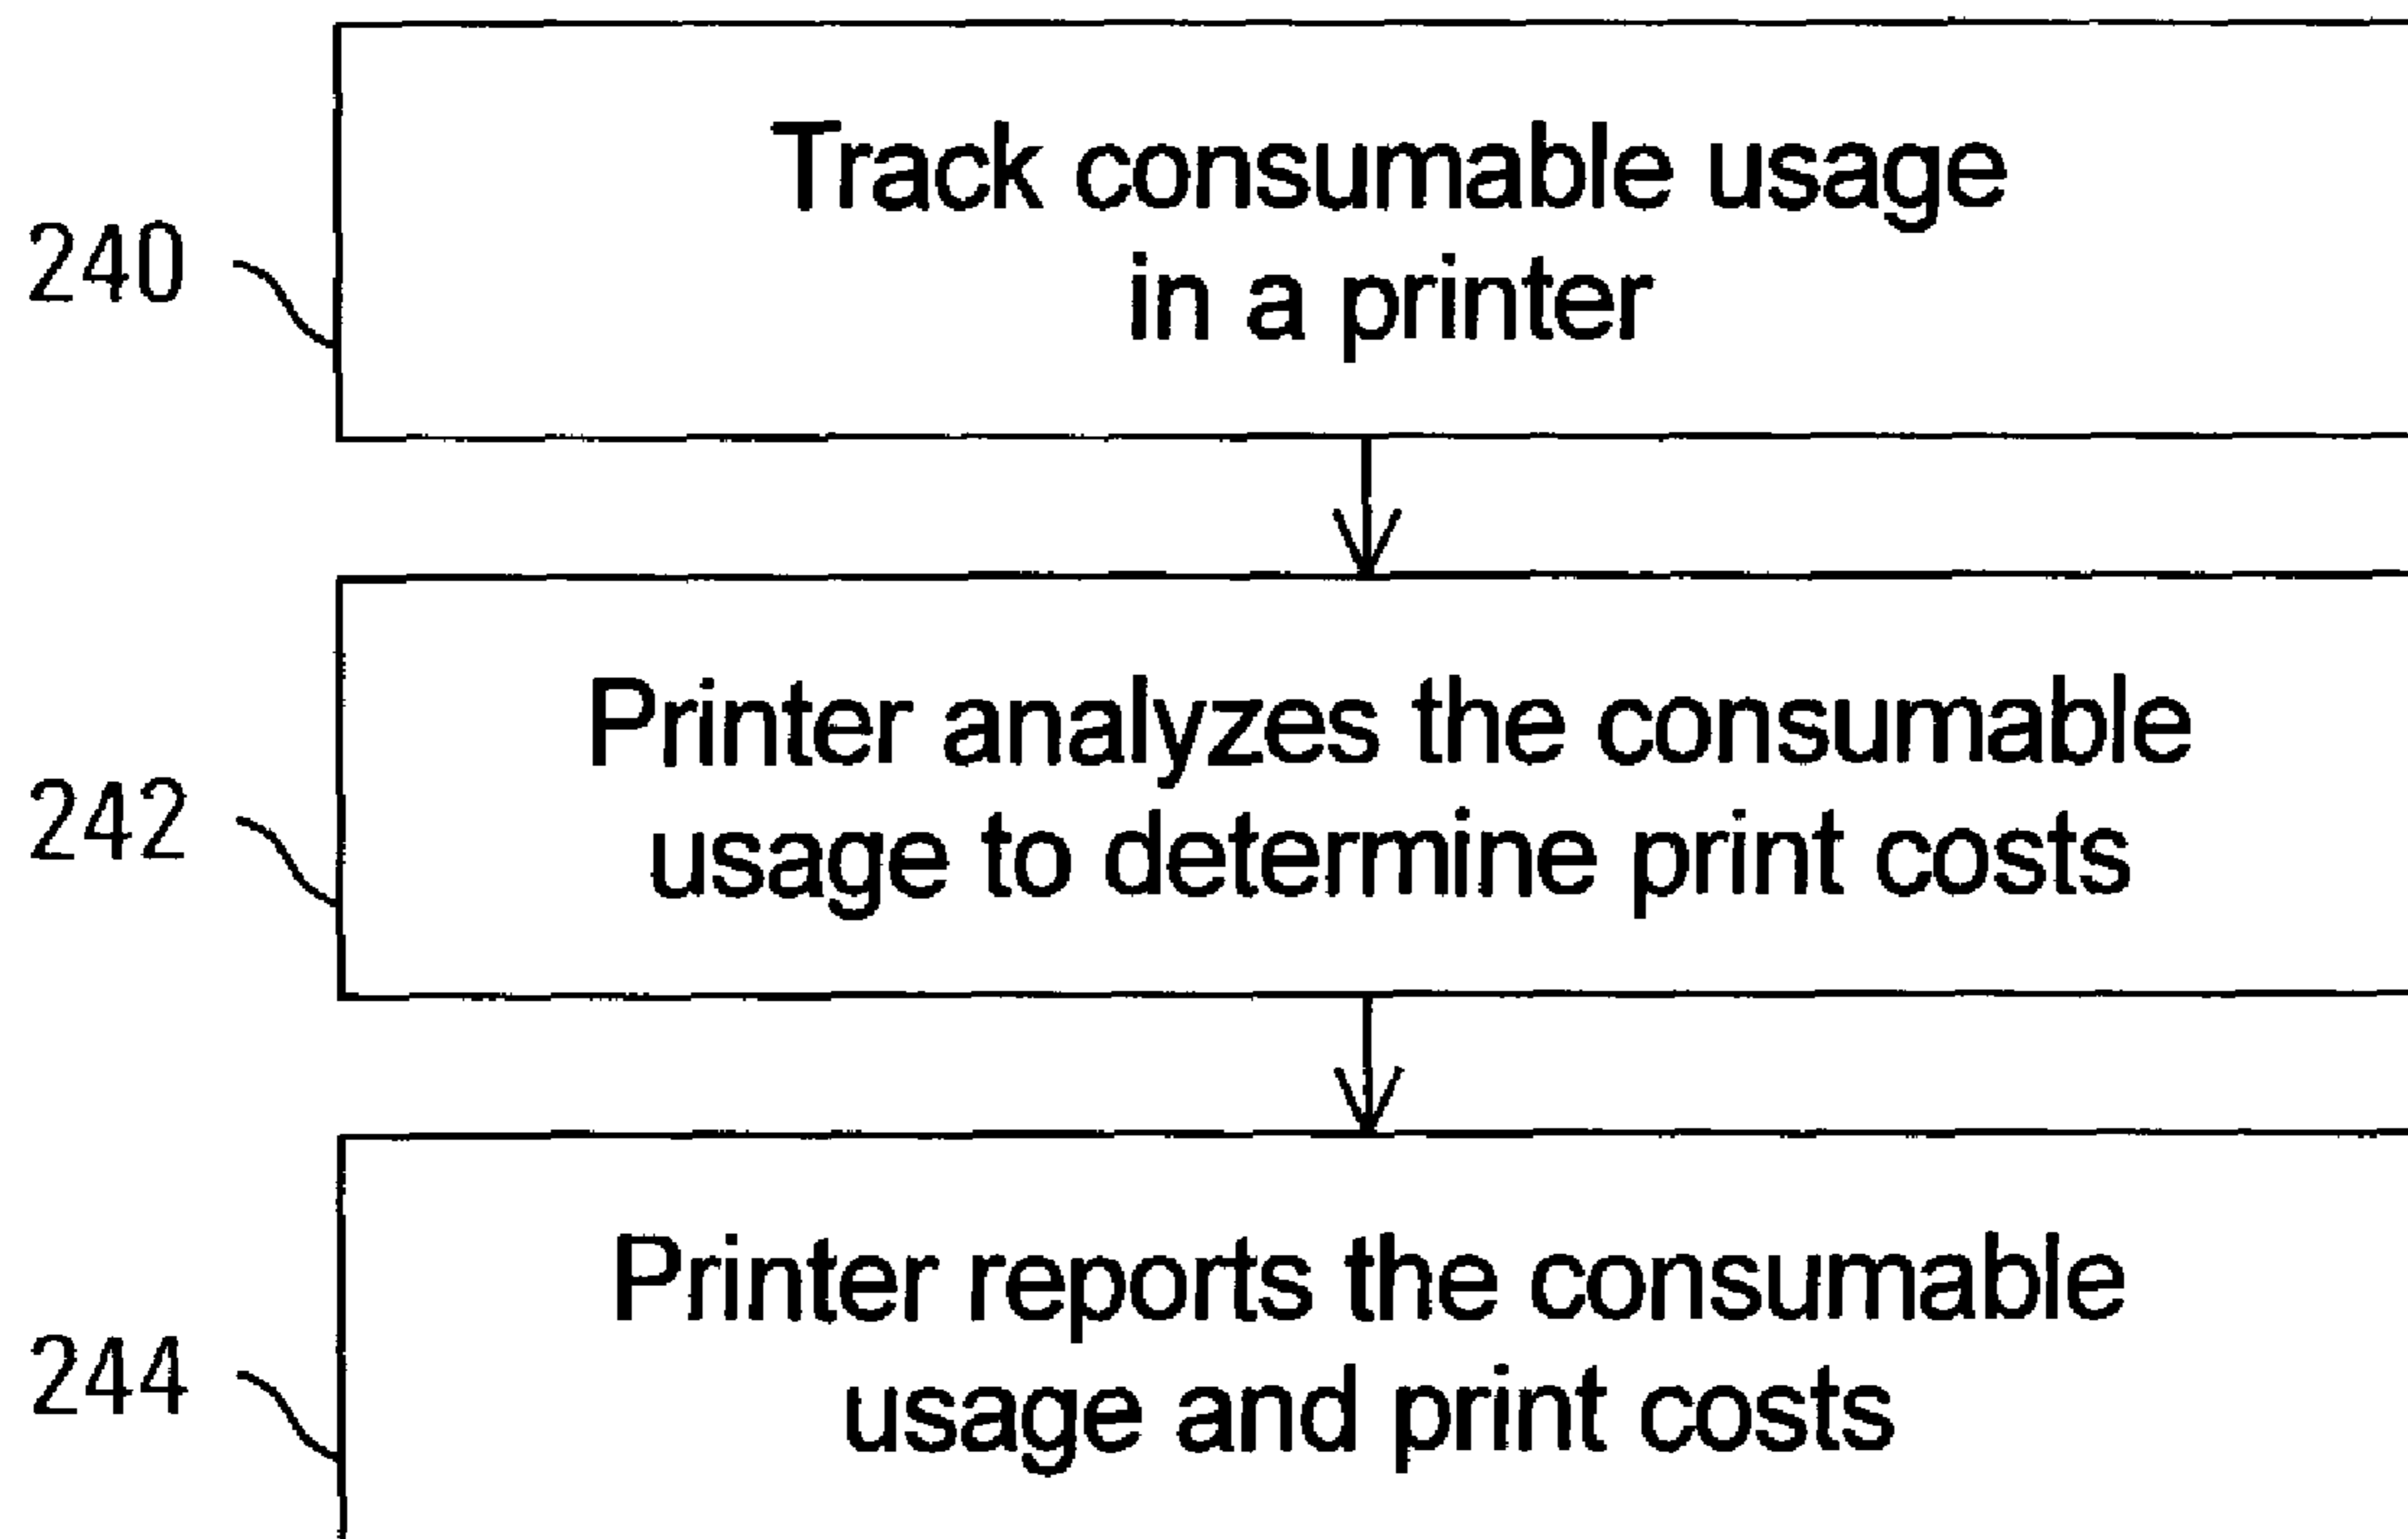 Track consumable usage
in a printer
240
Printer analyzes the consumable
usage to determine print costs
242
Printer reports the consumable
usage and print costs
244